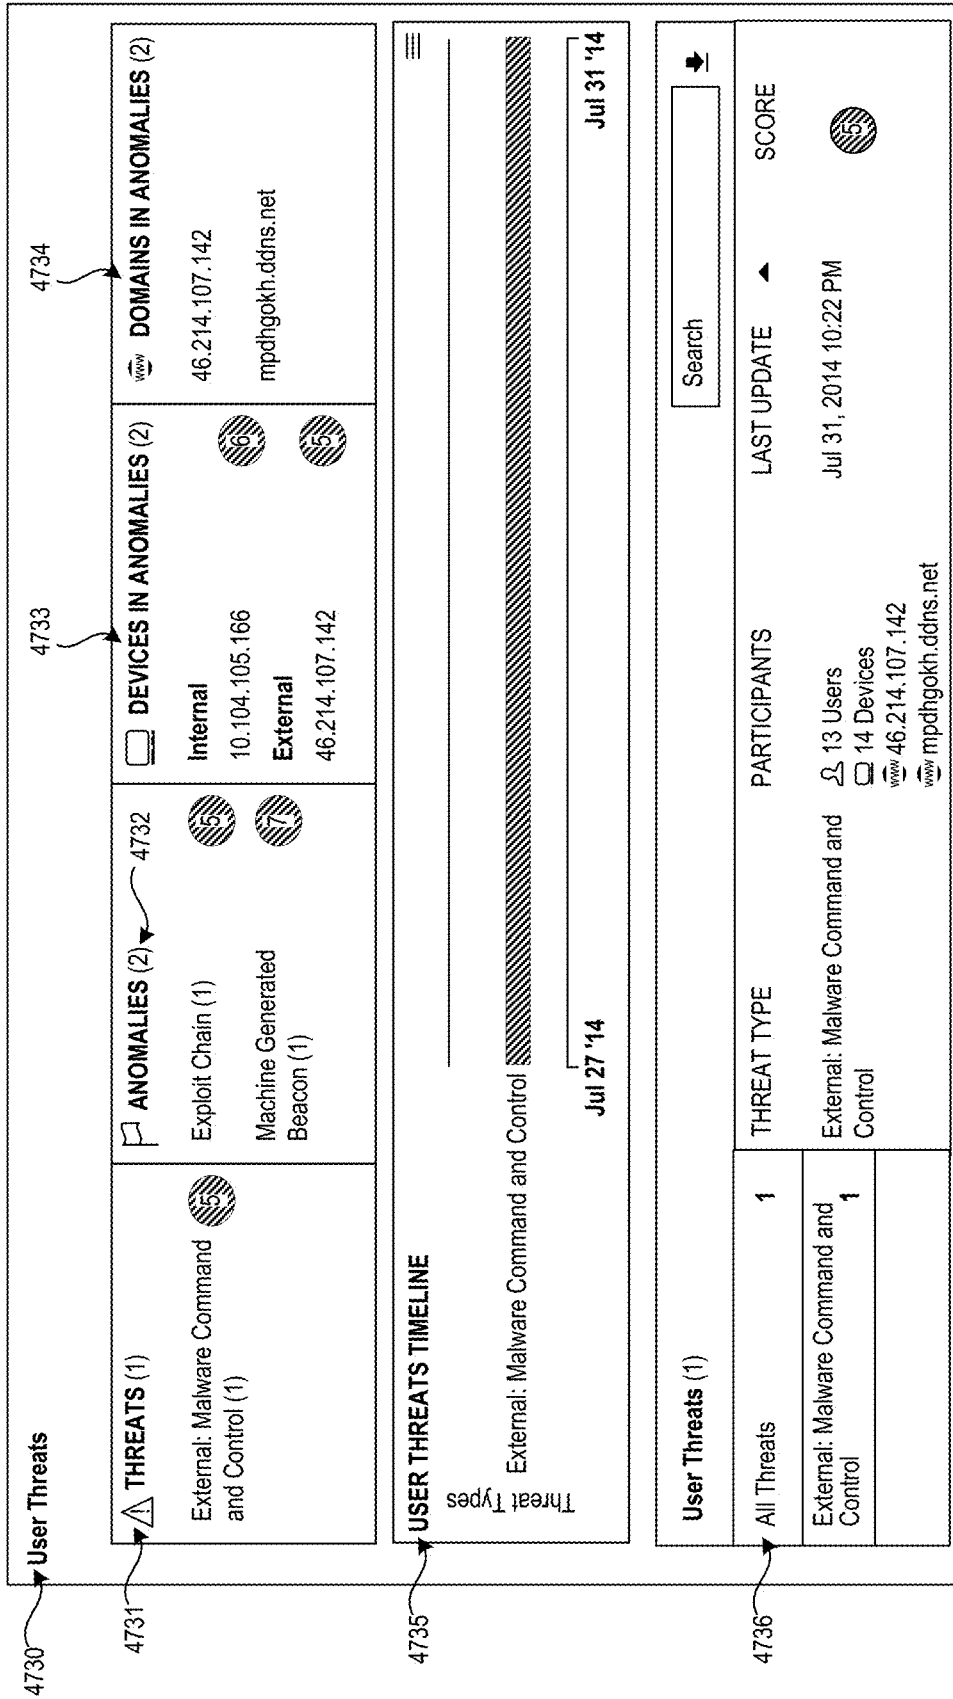 4730
User Threats
4731
THREATS (1)
External: Malware Command
and Control (1)
5
4732
ANOMALIES (2)
Exploit Chain (1)
5
Machine Generated
Beacon (1)
7
4733
DEVICES IN ANOMALIES (2)
Internal
10.104.105.166
6
External
46.214.107.142
5
4734
www DOMAINS IN ANOMALIES (2)
46.214.107.142
mpdhgokh.ddns.net
4735
USER THREATS TIMELINE
Threat Types
External: Malware Command and Control
Jul 27 '14
Jul 31 '14
User Threats (1)
Search
4736
All Threats 1
External: Malware Command and
Control 1
THREAT TYPE PARTICIPANTS LAST UPDATE SCORE
External: Malware Command and
Control
13 Users
14 Devices
www 46.214.107.142
www mpdhgokh.ddns.net
Jul 31, 2014 10:22 PM
5